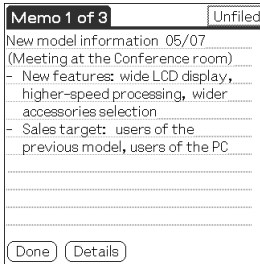 Memo 1 of 3
Unfiled
New model information 05/07
(Meeting at the Conference room)
- New features: wide LCD display,
higher-speed processing, wider
accessories selection
- Sales target: users of the
previous model, users of the PC
Done
Details